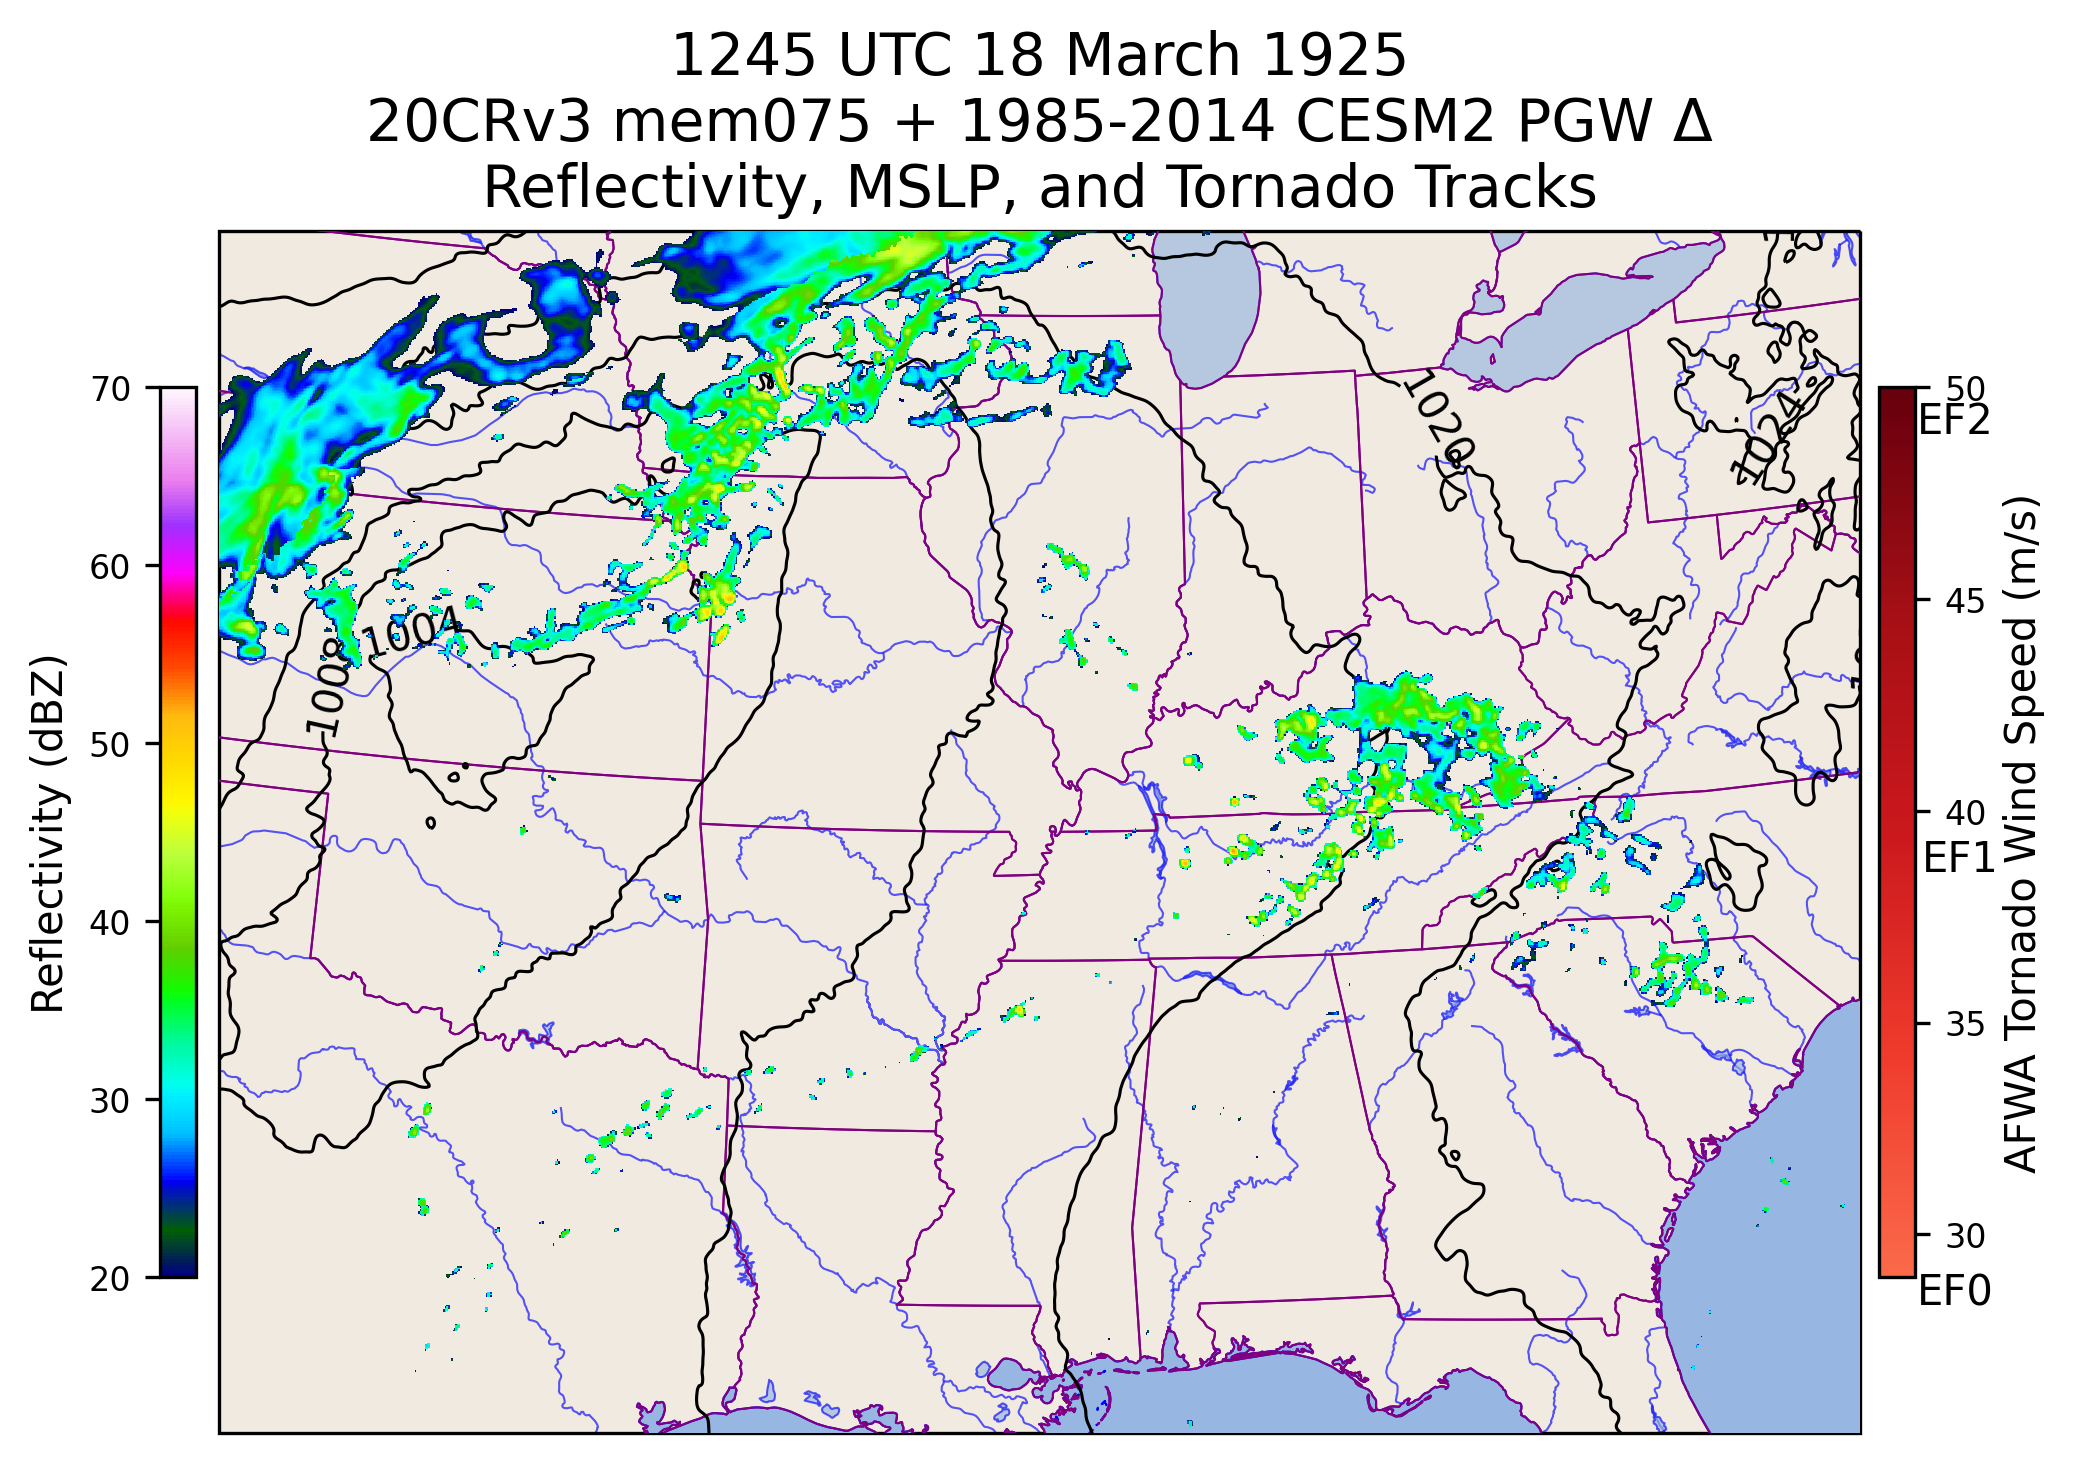 1245 UTC 18 March 1925
20CRv3 mem075 + 1985-2014 CESM2 PGW Δ
Reflectivity, MSLP, and Tornado Tracks
Reflectivity (dBZ)
70
60
50
40
30
20
1020
1024
1008
1004
50
EF2
45
40
EF1
35
30
EF0
AFWA Tornado Wind Speed (m/s)